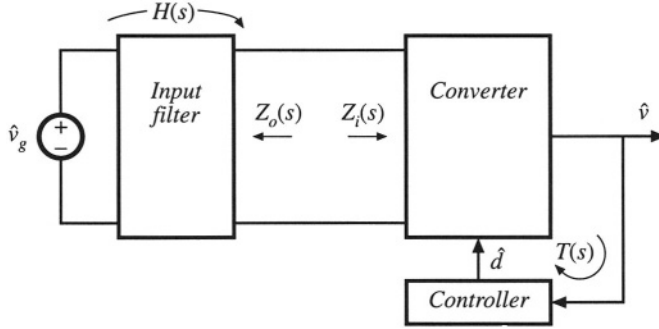 H(s)
Input
filter
Converter
Z_o(s)
Z_i(s)
v̂_g
+
−
v̂
d̂
T(s)
Controller